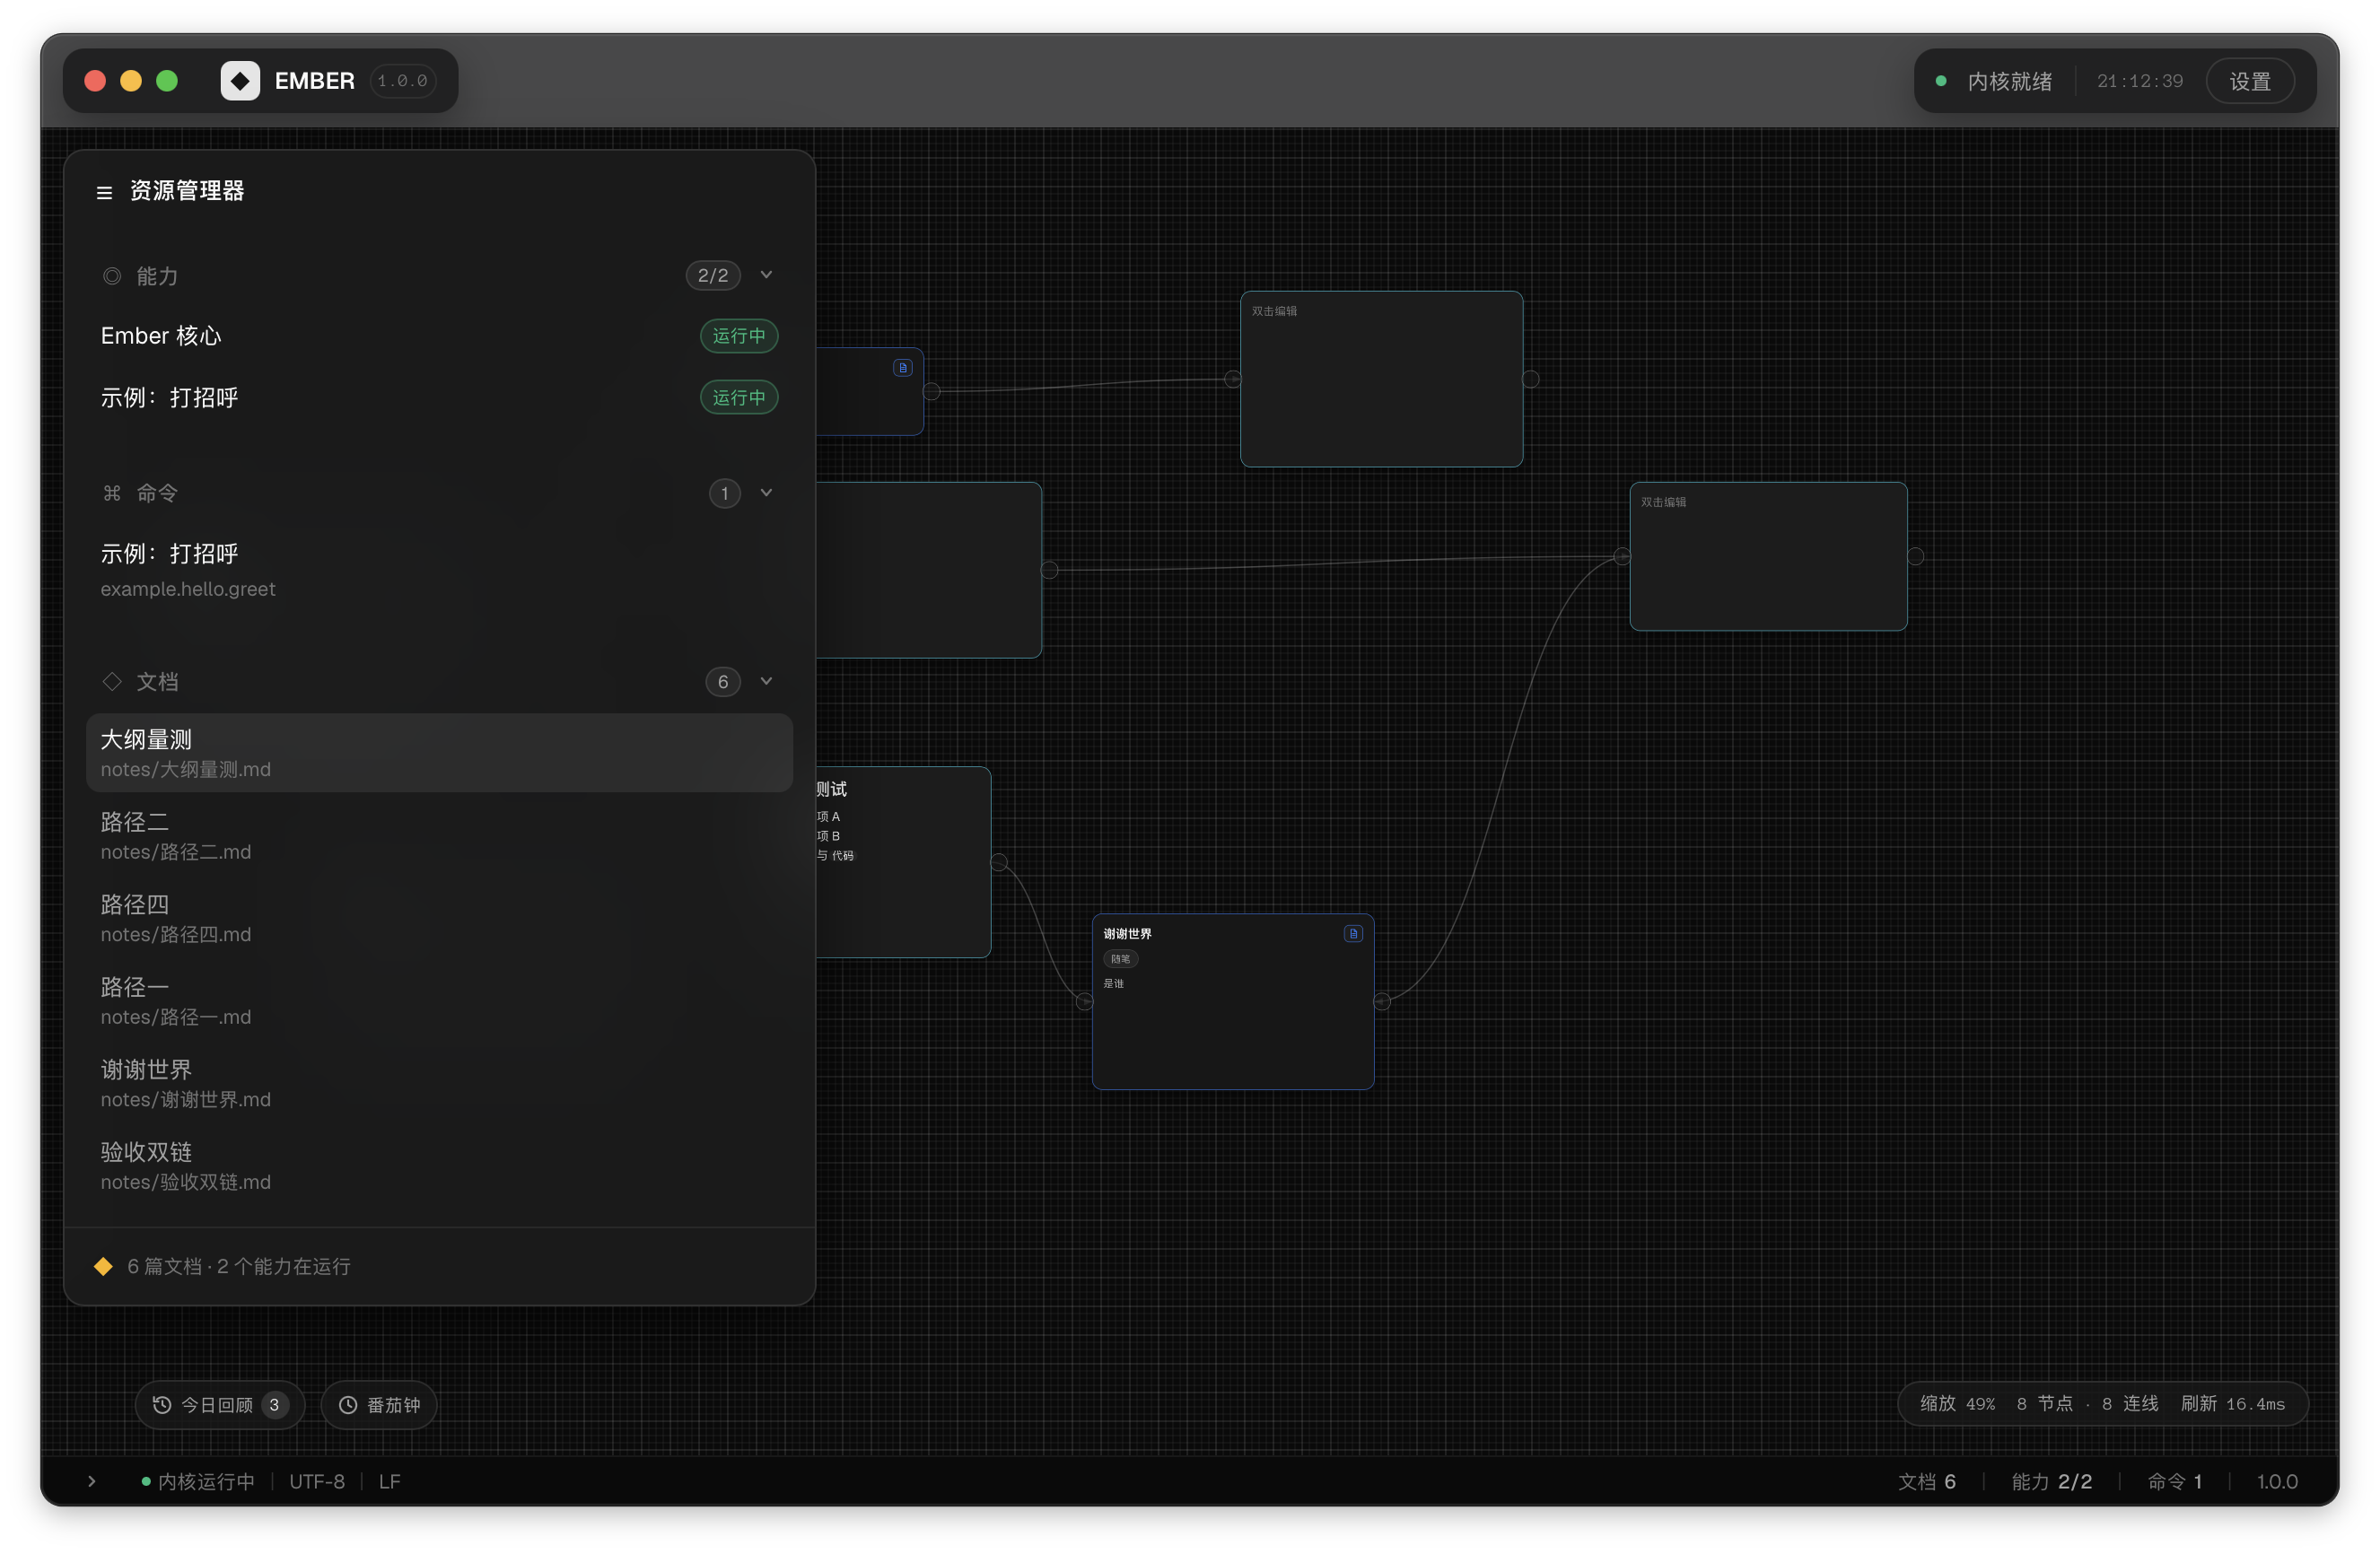 EMBER 1.0.0
内核就绪 21:12:39 设置
资源管理器
能力 2/2
Ember 核心 运行中
示例：打招呼 运行中
命令 1
示例：打招呼
example.hello.greet
文档 6
大纲量测
notes/大纲量测.md
路径二
notes/路径二.md
路径四
notes/路径四.md
路径一
notes/路径一.md
谢谢世界
notes/谢谢世界.md
验收双链
notes/验收双链.md
6 篇文档 · 2 个能力在运行
双击编辑
双击编辑
测试
项 A
项 B
与 代码
谢谢世界
随笔
是谁
今日回顾 3
番茄钟
缩放 49% 8 节点 · 8 连线 刷新 16.4ms
内核运行中 UTF-8 LF
文档 6 能力 2/2 命令 1 1.0.0